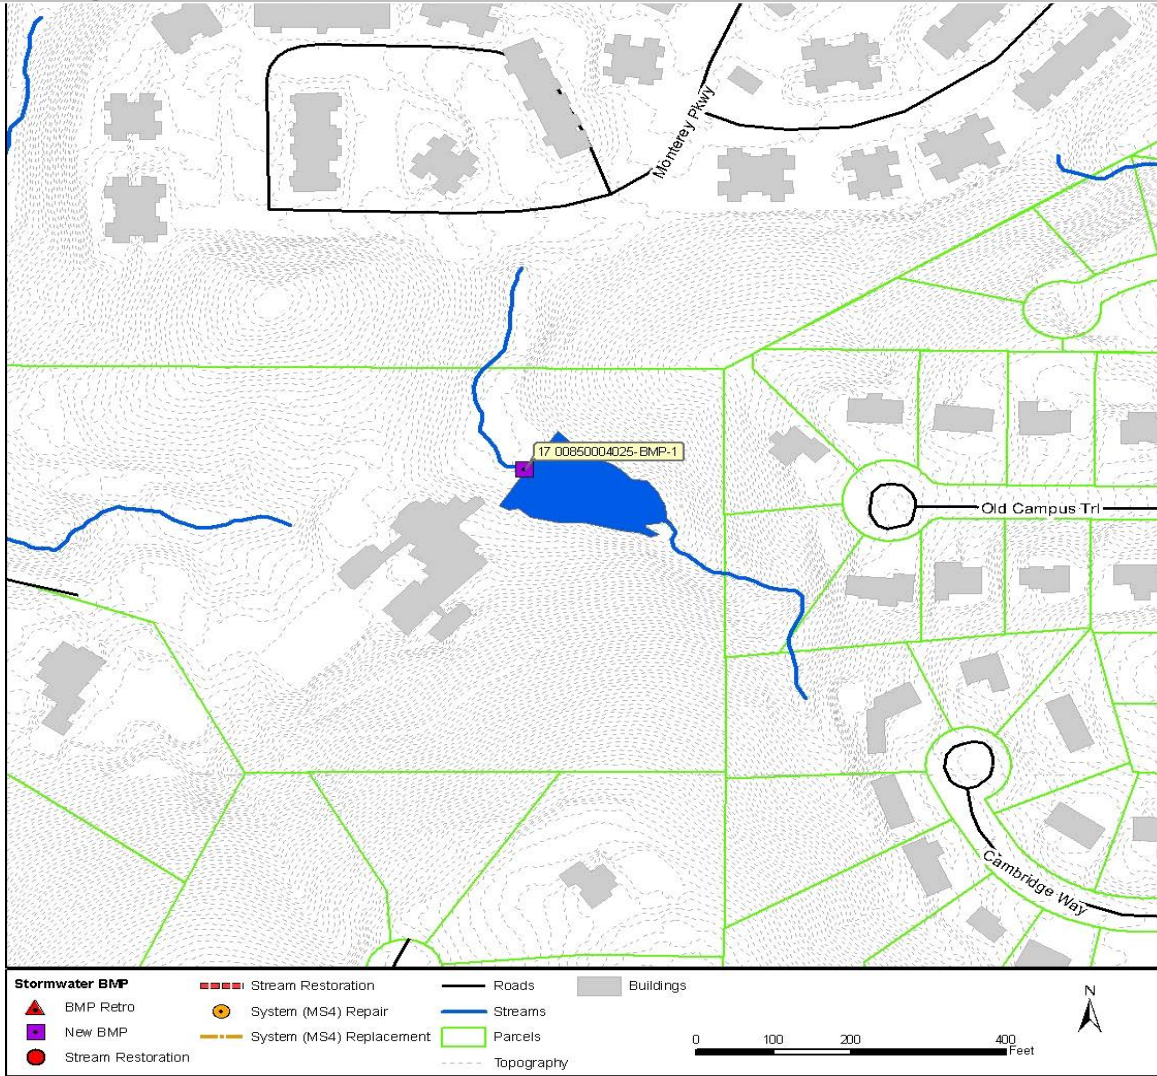 Monterey Pkwy
17 00850004025-BMP-1
Old Campus Trl
Cambridge Way
Stormwater BMP
BMP Retro
New BMP
Stream Restoration
Stream Restoration
System (MS4) Repair
System (MS4) Replacement
Roads
Streams
Parcels
Topography
Buildings
N
0 100 200 400
Feet